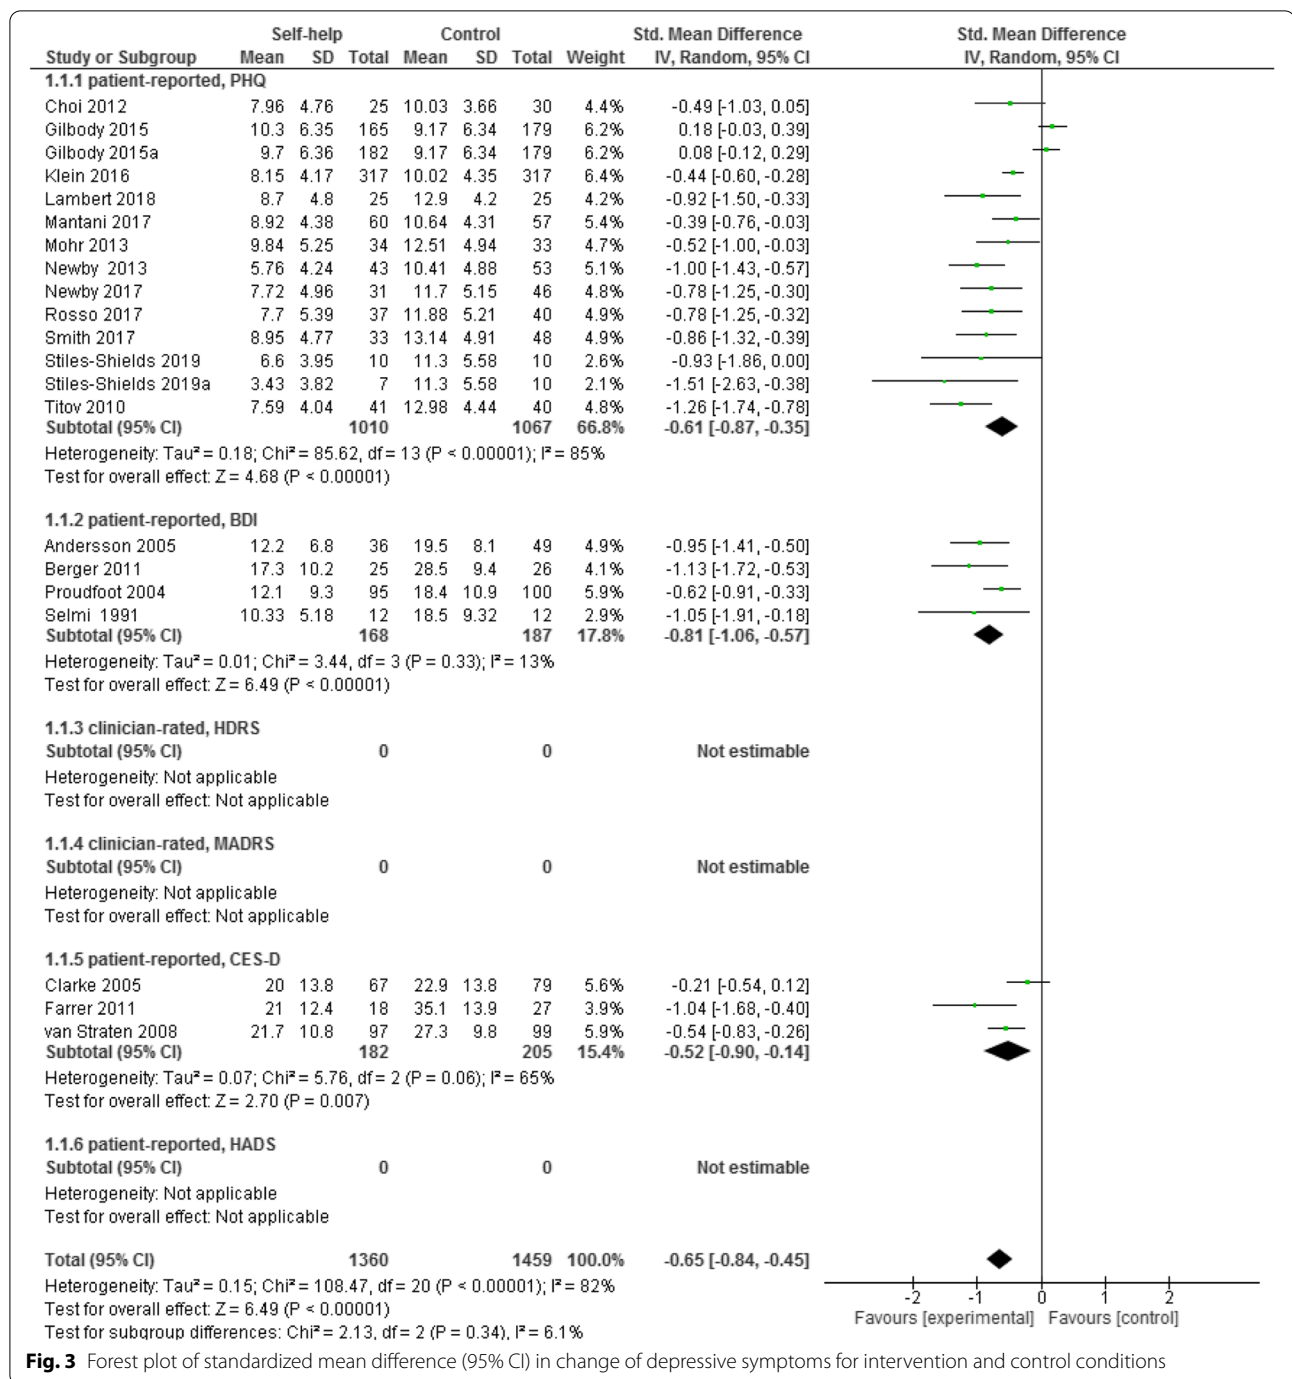 Self-help Control Std. Mean Difference Std. Mean Difference
Study or Subgroup Mean SD Total Mean SD Total Weight IV, Random, 95% CI IV, Random, 95% CI
1.1.1 patient-reported, PHQ
Choi 2012 7.96 4.76 25 10.03 3.66 30 4.4% -0.49 [-1.03, 0.05]
Gilbody 2015 10.3 6.35 165 9.17 6.34 179 6.2% 0.18 [-0.03, 0.39]
Gilbody 2015a 9.7 6.36 182 9.17 6.34 179 6.2% 0.08 [-0.12, 0.29]
Klein 2016 8.15 4.17 317 10.02 4.35 317 6.4% -0.44 [-0.60, -0.28]
Lambert 2018 8.7 4.8 25 12.9 4.2 25 4.2% -0.92 [-1.50, -0.33]
Mantani 2017 8.92 4.38 60 10.64 4.31 57 5.4% -0.39 [-0.76, -0.03]
Mohr 2013 9.84 5.25 34 12.51 4.94 33 4.7% -0.52 [-1.00, -0.03]
Newby 2013 5.76 4.24 43 10.41 4.88 53 5.1% -1.00 [-1.43, -0.57]
Newby 2017 7.72 4.96 31 11.7 5.15 46 4.8% -0.78 [-1.25, -0.30]
Rosso 2017 7.7 5.39 37 11.88 5.21 40 4.9% -0.78 [-1.25, -0.32]
Smith 2017 8.95 4.77 33 13.14 4.91 48 4.9% -0.86 [-1.32, -0.39]
Stiles-Shields 2019 6.6 3.95 10 11.3 5.58 10 2.6% -0.93 [-1.86, 0.00]
Stiles-Shields 2019a 3.43 3.82 7 11.3 5.58 10 2.1% -1.51 [-2.63, -0.38]
Titov 2010 7.59 4.04 41 12.98 4.44 40 4.8% -1.26 [-1.74, -0.78]
Subtotal (95% CI) 1010 1067 66.8% -0.61 [-0.87, -0.35]
Heterogeneity: Tau² = 0.18; Chi² = 85.62, df = 13 (P < 0.00001); I² = 85%
Test for overall effect: Z = 4.68 (P < 0.00001)
1.1.2 patient-reported, BDI
Andersson 2005 12.2 6.8 36 19.5 8.1 49 4.9% -0.95 [-1.41, -0.50]
Berger 2011 17.3 10.2 25 28.5 9.4 26 4.1% -1.13 [-1.72, -0.53]
Proudfoot 2004 12.1 9.3 95 18.4 10.9 100 5.9% -0.62 [-0.91, -0.33]
Selmi 1991 10.33 5.18 12 18.5 9.32 12 2.9% -1.05 [-1.91, -0.18]
Subtotal (95% CI) 168 187 17.8% -0.81 [-1.06, -0.57]
Heterogeneity: Tau² = 0.01; Chi² = 3.44, df = 3 (P = 0.33); I² = 13%
Test for overall effect: Z = 6.49 (P < 0.00001)
1.1.3 clinician-rated, HDRS
Subtotal (95% CI) 0 0 Not estimable
Heterogeneity: Not applicable
Test for overall effect: Not applicable
1.1.4 clinician-rated, MADRS
Subtotal (95% CI) 0 0 Not estimable
Heterogeneity: Not applicable
Test for overall effect: Not applicable
1.1.5 patient-reported, CES-D
Clarke 2005 20 13.8 67 22.9 13.8 79 5.6% -0.21 [-0.54, 0.12]
Farrer 2011 21 12.4 18 35.1 13.9 27 3.9% -1.04 [-1.68, -0.40]
van Straten 2008 21.7 10.8 97 27.3 9.8 99 5.9% -0.54 [-0.83, -0.26]
Subtotal (95% CI) 182 205 15.4% -0.52 [-0.90, -0.14]
Heterogeneity: Tau² = 0.07; Chi² = 5.76, df = 2 (P = 0.06); I² = 65%
Test for overall effect: Z = 2.70 (P = 0.007)
1.1.6 patient-reported, HADS
Subtotal (95% CI) 0 0 Not estimable
Heterogeneity: Not applicable
Test for overall effect: Not applicable
Total (95% CI) 1360 1459 100.0% -0.65 [-0.84, -0.45]
Heterogeneity: Tau² = 0.15; Chi² = 108.47, df = 20 (P < 0.00001); I² = 82%
Test for overall effect: Z = 6.49 (P < 0.00001)
Test for subgroup differences: Chi² = 2.13, df = 2 (P = 0.34), I² = 6.1%
-2 -1 0 1 2
Favours [experimental] Favours [control]
Fig. 3 Forest plot of standardized mean difference (95% CI) in change of depressive symptoms for intervention and control conditions